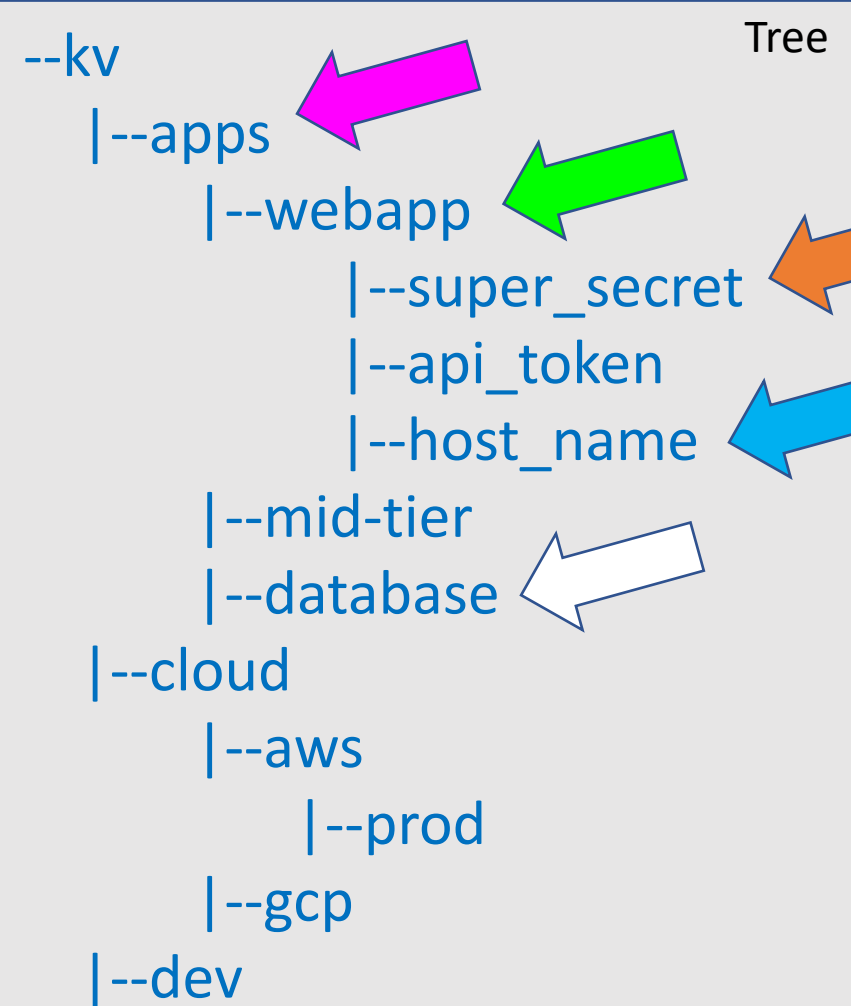 Tree
--kv
|--apps
|--webapp
|--super_secret
|--api_token
|--host_name
|--mid-tier
|--database
|--cloud
|--aws
|--prod
|--gcp
|--dev